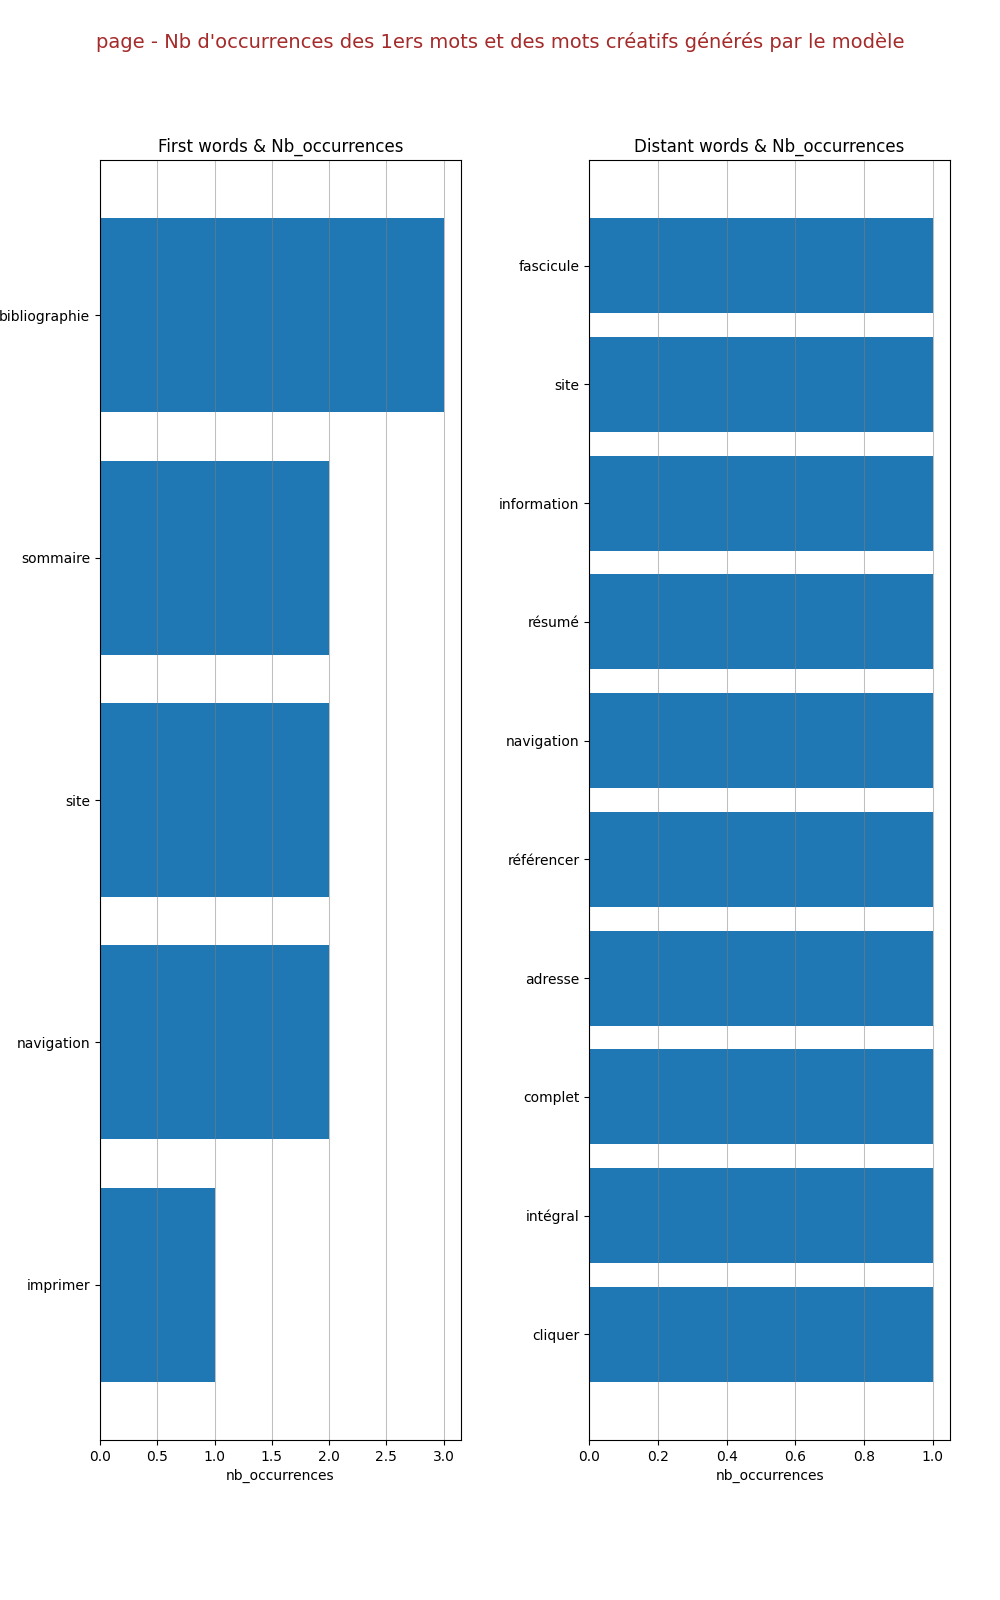 page - Nb d'occurrences des 1ers mots et des mots créatifs générés par le modèle
First words & Nb_occurrences
bibliographie
sommaire
site
navigation
imprimer
0.0 0.5 1.0 1.5 2.0 2.5 3.0
nb_occurrences
Distant words & Nb_occurrences
fascicule
site
information
résumé
navigation
référencer
adresse
complet
intégral
cliquer
0.0 0.2 0.4 0.6 0.8 1.0
nb_occurrences